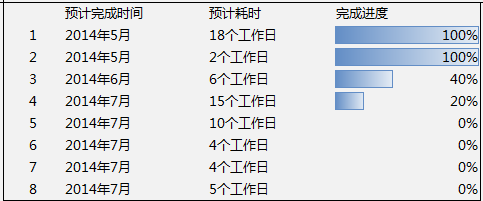 预计完成时间 预计耗时 完成进度
1 2014年5月 18个工作日 100%
2 2014年5月 2个工作日 100%
3 2014年6月 6个工作日 40%
4 2014年7月 15个工作日 20%
5 2014年7月 10个工作日 0%
6 2014年7月 4个工作日 0%
7 2014年7月 4个工作日 0%
8 2014年7月 5个工作日 0%